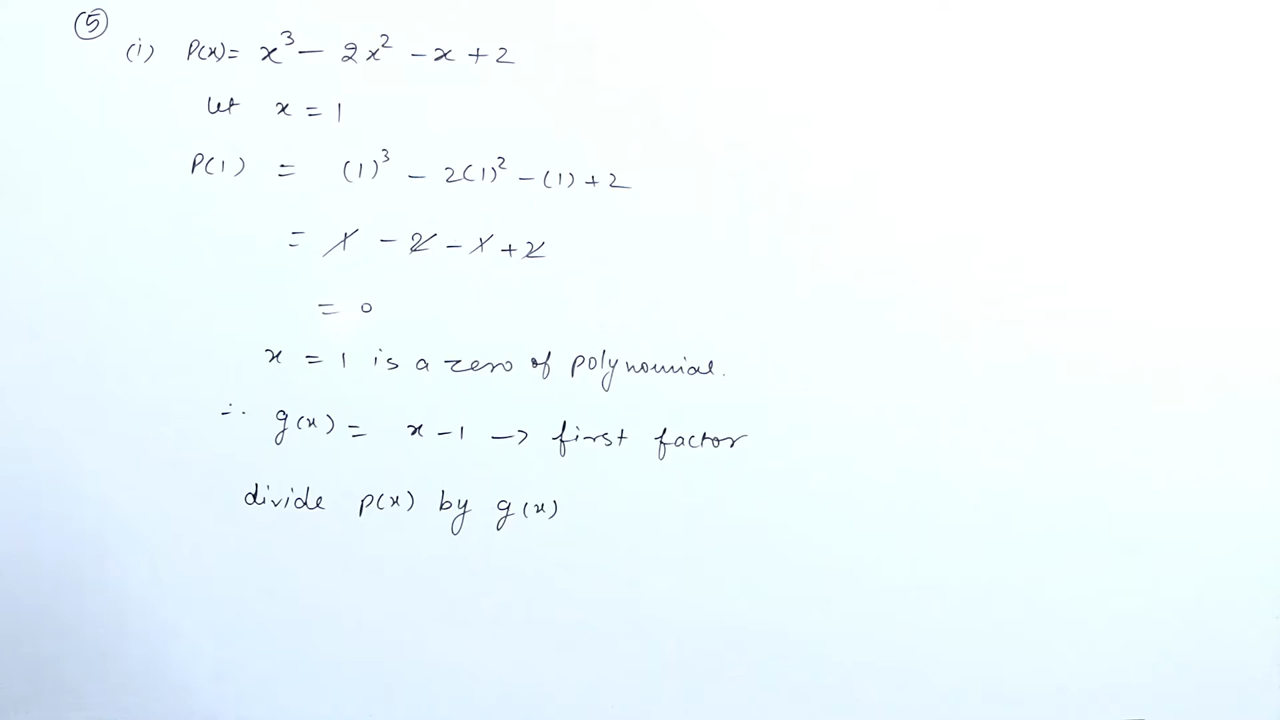 ⑤
(i) P(x) = x³ - 2x² - x + 2
let x = 1
P(1) = (1)³ - 2(1)² - (1) + 2
= 1 - 2 - 1 + 2
= 0
x = 1 is a zero of polynomial.
∴ g(x) = x - 1 → first factor
divide p(x) by g(x)